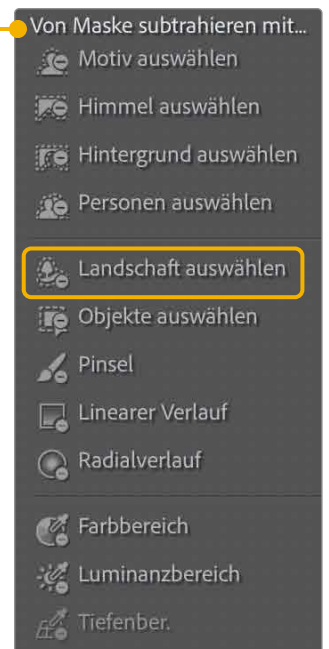 Von Maske subtrahieren mit...
Motiv auswählen
Himmel auswählen
Hintergrund auswählen
Personen auswählen
Landschaft auswählen
Objekte auswählen
Pinsel
Linearer Verlauf
Radialverlauf
Farbbereich
Luminanzbereich
Tiefenber.